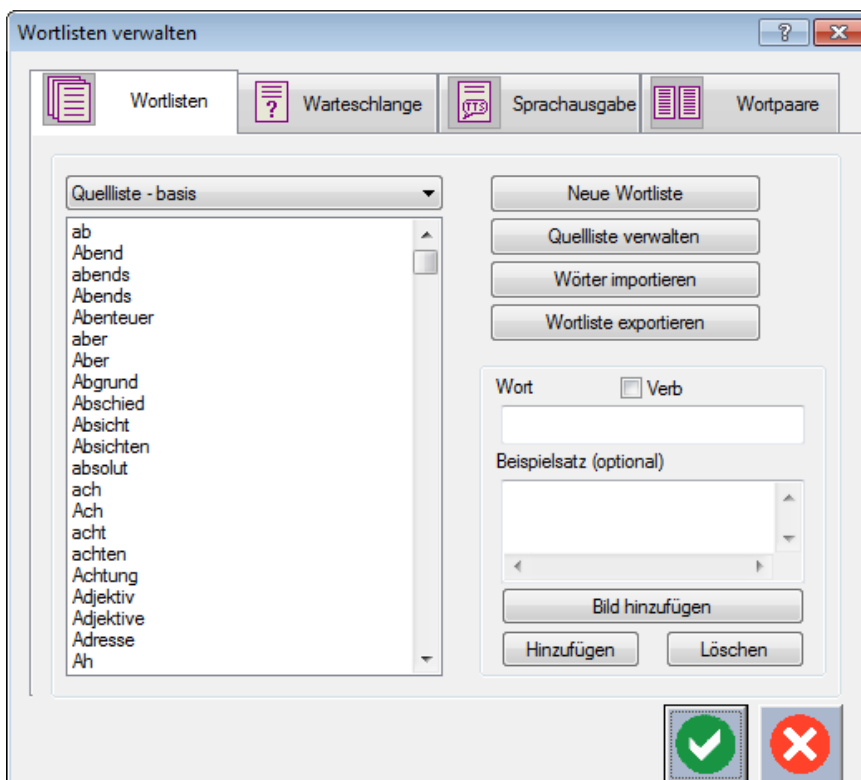 Wortlisten verwalten
Wortlisten
?
Warteschlange
TTS
Sprachausgabe
Wortpaare
Quellliste - basis
ab
Abend
abends
Abends
Abenteuer
aber
Aber
Abgrund
Abschied
Absicht
Absichten
absolut
ach
Ach
acht
achten
Achtung
Adjektiv
Adjektive
Adresse
Ah
Neue Wortliste
Quellliste verwalten
Wörter importieren
Wortliste exportieren
Wort
Verb
Beispielsatz (optional)
Bild hinzufügen
Hinzufügen
Löschen